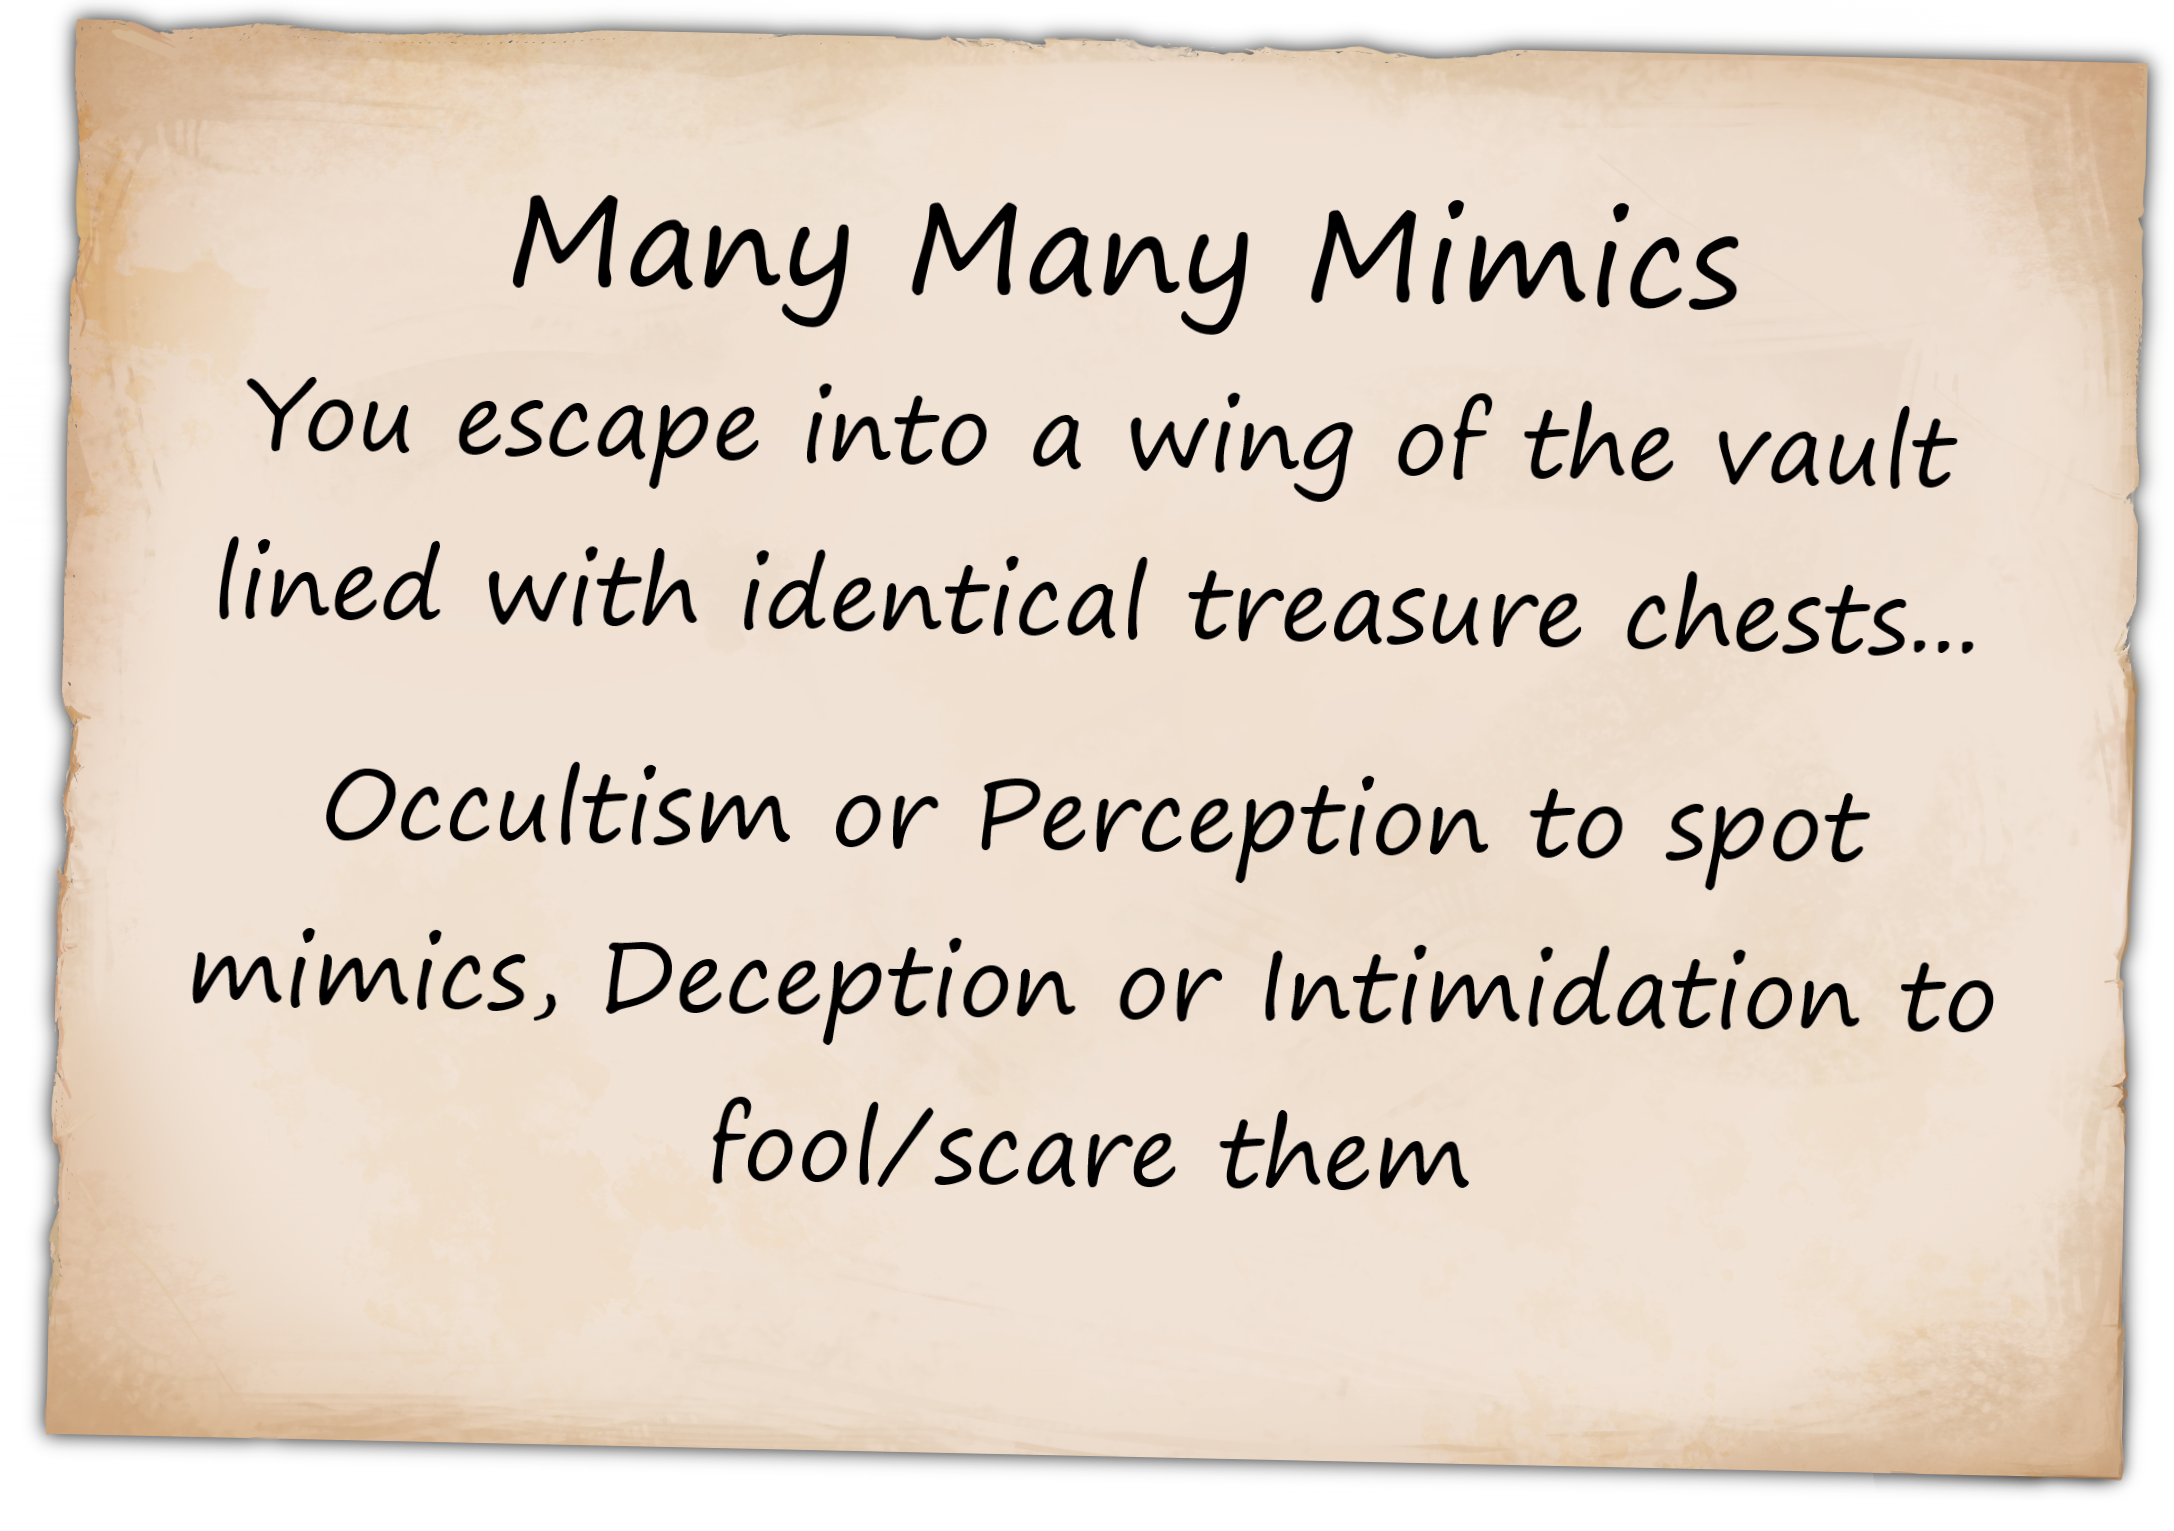 Many Many Mimics
You escape into a wing of the vault
lined with identical treasure chests...
Occultism or Perception to spot
mimics, Deception or Intimidation to
fool/scare them